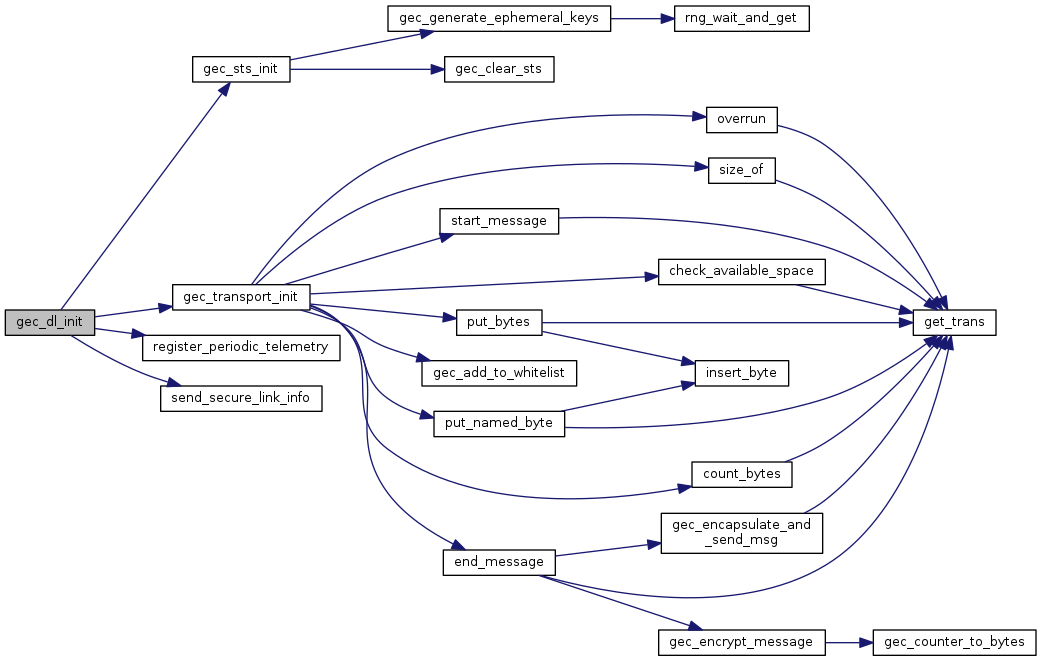 gec_generate_ephemeral_keys
rng_wait_and_get
gec_sts_init
gec_clear_sts
overrun
size_of
start_message
check_available_space
gec_transport_init
gec_dl_init
put_bytes
get_trans
register_periodic_telemetry
gec_add_to_whitelist
insert_byte
send_secure_link_info
put_named_byte
count_bytes
gec_encapsulate_and
_send_msg
end_message
gec_encrypt_message
gec_counter_to_bytes